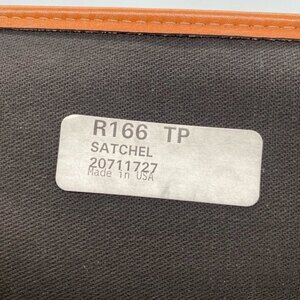 R166 TP
SATCHEL
20711727
Made in USA